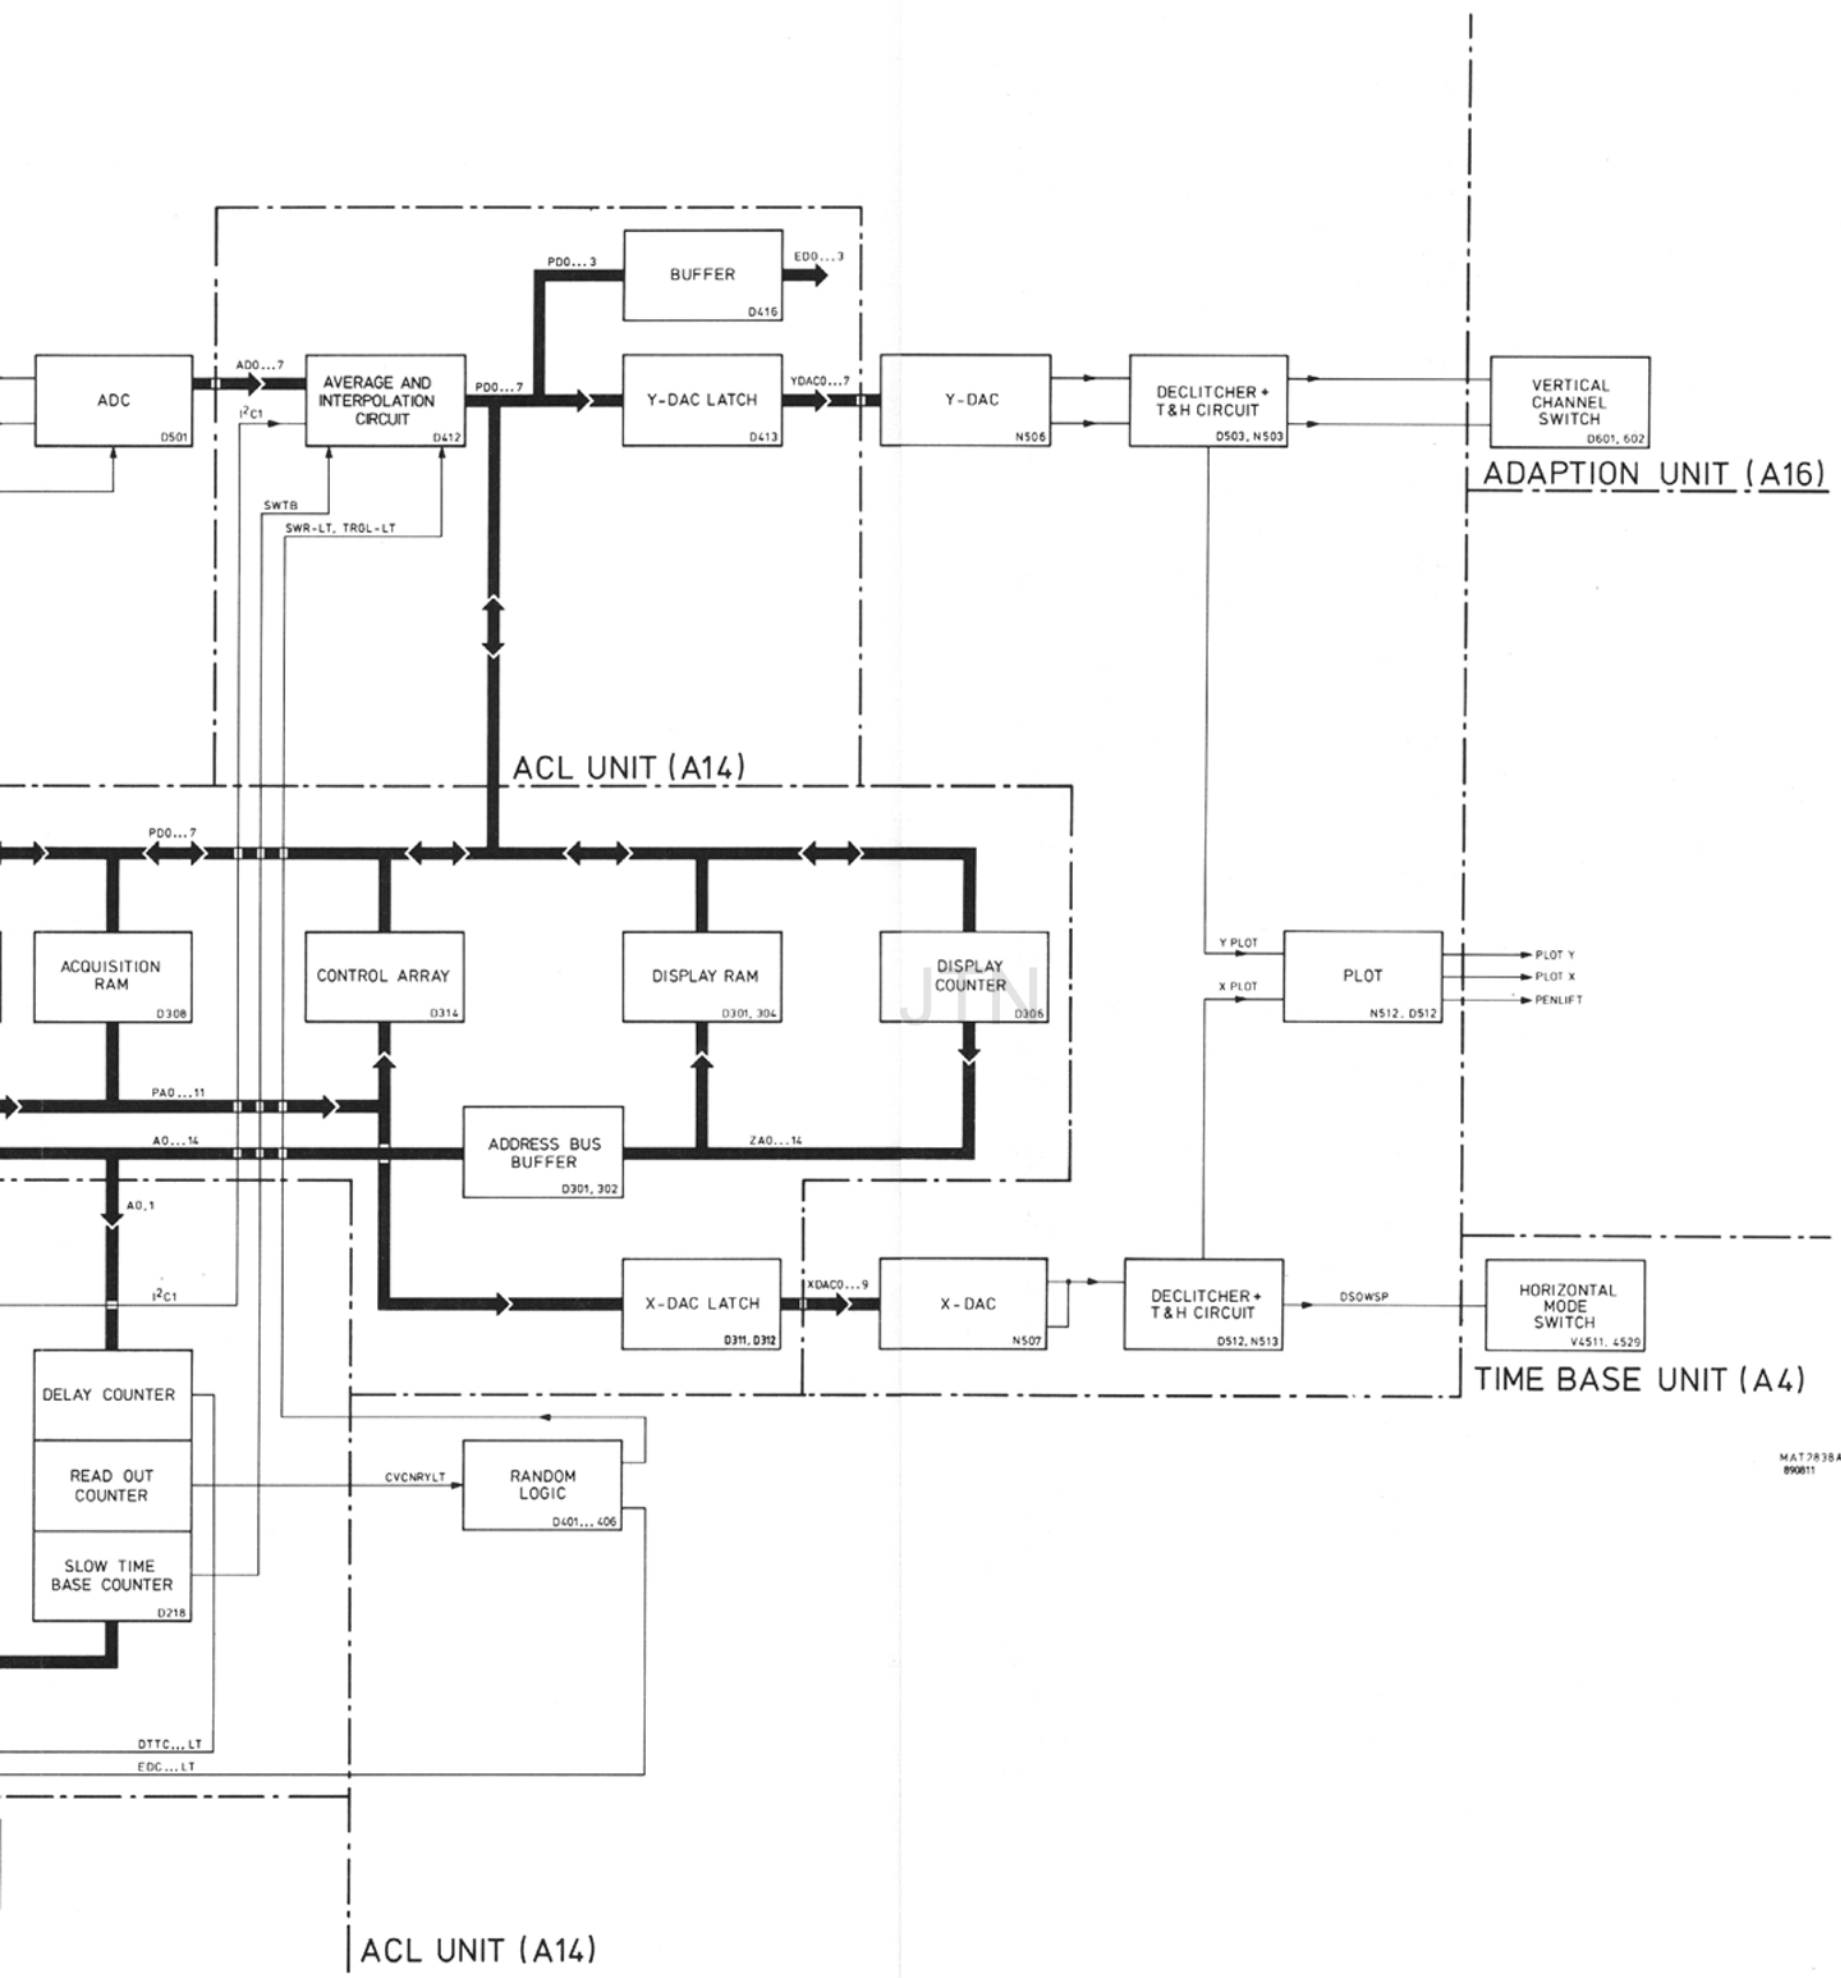 PD0...3
ED0...3
BUFFER
D416
AD0...7
I²C1
ADC
D501
AVERAGE AND
INTERPOLATION
CIRCUIT
D412
PD0...7
Y-DAC LATCH
D413
YDAC0...7
Y-DAC
N506
DECLITCHER +
T&H CIRCUIT
D503, N503
VERTICAL
CHANNEL
SWITCH
D601, 602
ADAPTION UNIT (A16)
SWTB
SWR-LT, TROL-LT
ACL UNIT (A14)
PD0...7
ACQUISITION
RAM
D308
CONTROL ARRAY
D314
DISPLAY RAM
D301, 304
DISPLAY
COUNTER
D306
JTN
Y PLOT
X PLOT
PLOT
N512, D512
PLOT Y
PLOT X
PENLIFT
PA0...11
A0...14
ADDRESS BUS
BUFFER
D301, 302
ZA0...14
A0,1
I²C1
X-DAC LATCH
D311, D312
XDAC0...9
X-DAC
N507
DECLITCHER +
T&H CIRCUIT
D512, N513
DSOWSP
HORIZONTAL
MODE
SWITCH
V4511, 4529
TIME BASE UNIT (A4)
DELAY COUNTER
READ OUT
COUNTER
SLOW TIME
BASE COUNTER
D218
CVCNRYLT
RANDOM
LOGIC
D401... 406
MAT2838A
890811
DTTC...LT
EDC...LT
ACL UNIT (A14)